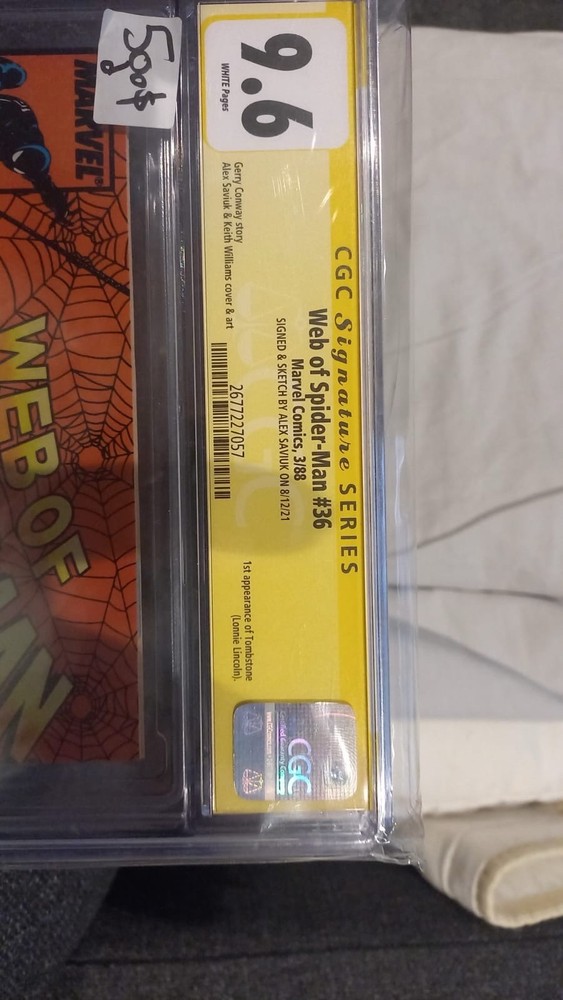 500$
MARVEL
WEB OF
9.6
WHITE Pages
CGC Signature SERIES
Web of Spider-Man #36
Marvel Comics, 3/88
SIGNED & SKETCH BY ALEX SAVIUK ON 8/12/21
Gerry Conway story
Alex Saviuk & Keith Williams cover & art
2677227057
1st appearance of Tombstone
(Lonnie Lincoln).
CGC